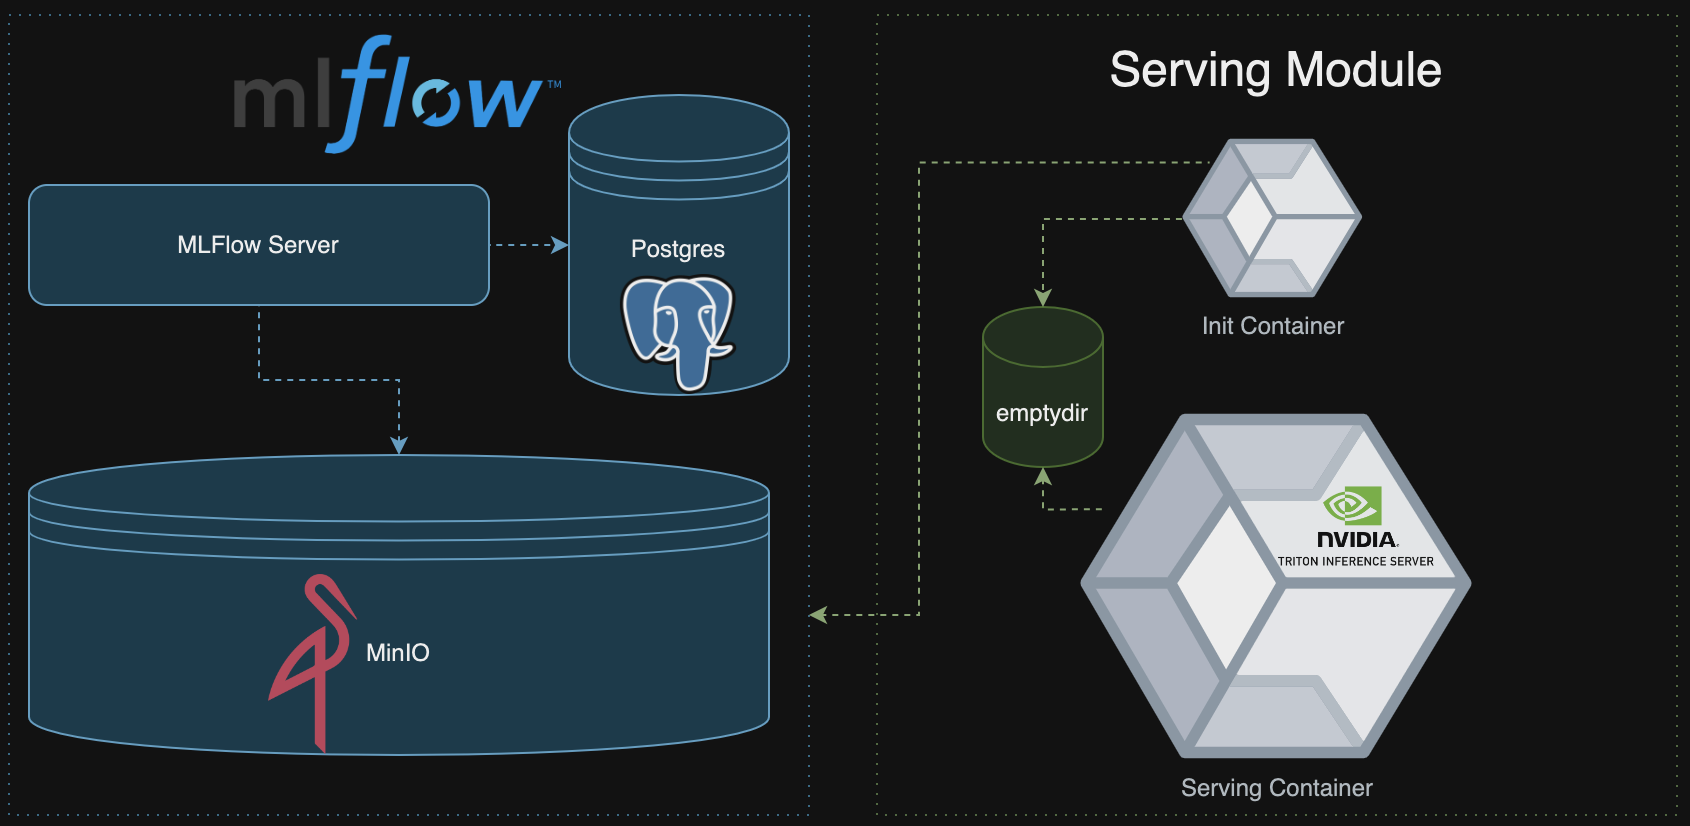 mlflow™
Postgres
MLFlow Server
MinIO
Serving Module
Init Container
emptydir
NVIDIA.
TRITON INFERENCE SERVER
Serving Container